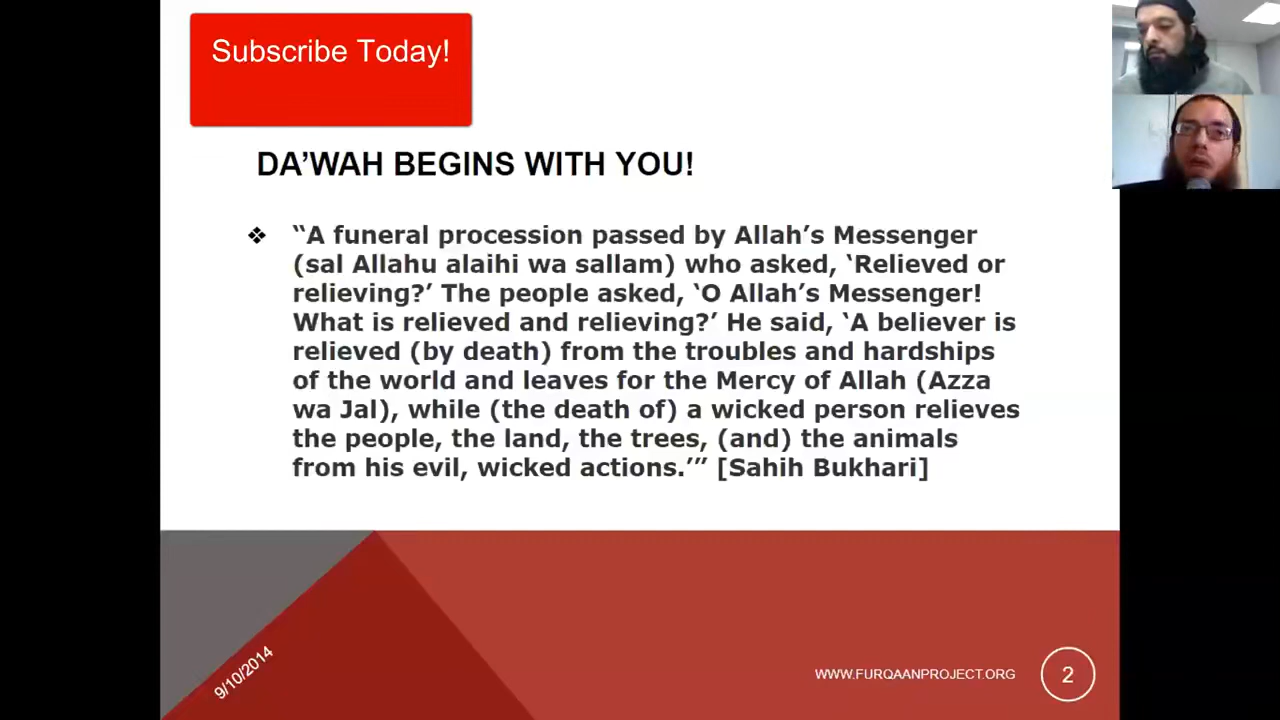 Subscribe Today!
DA’WAH BEGINS WITH YOU!
❖ “A funeral procession passed by Allah’s Messenger
(sal Allahu alaihi wa sallam) who asked, ‘Relieved or
relieving?’ The people asked, ‘O Allah’s Messenger!
What is relieved and relieving?’ He said, ‘A believer is
relieved (by death) from the troubles and hardships
of the world and leaves for the Mercy of Allah (Azza
wa Jal), while (the death of) a wicked person relieves
the people, the land, the trees, (and) the animals
from his evil, wicked actions.’” [Sahih Bukhari]
9/10/2014
WWW.FURQAANPROJECT.ORG
2